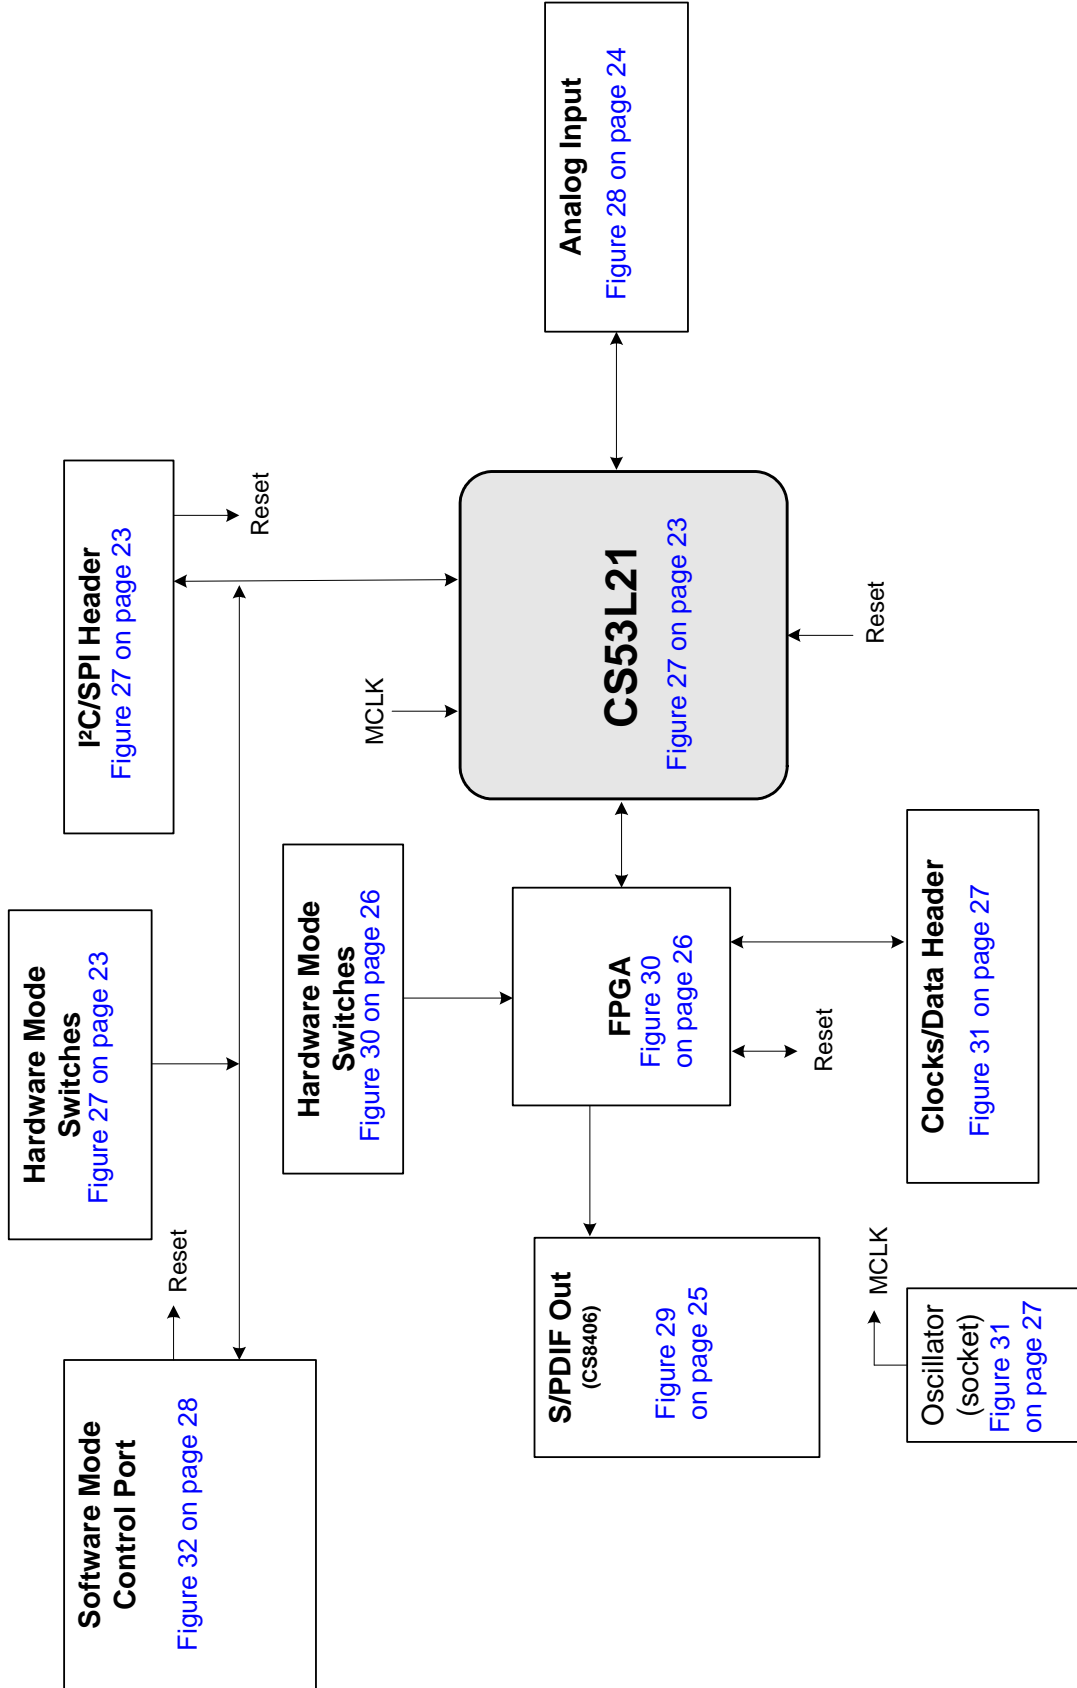 Software Mode
Control Port
Figure 32 on page 28
Reset
Hardware Mode
Switches
Figure 27 on page 23
I²C/SPI Header
Figure 27 on page 23
Reset
Hardware Mode
Switches
Figure 30 on page 26
MCLK
S/PDIF Out
(CS8406)
Figure 29
on page 25
FPGA
Figure 30
on page 26
Reset
CS53L21
Figure 27 on page 23
Reset
Analog Input
Figure 28 on page 24
Oscillator
(socket)
Figure 31
on page 27
MCLK
Clocks/Data Header
Figure 31 on page 27